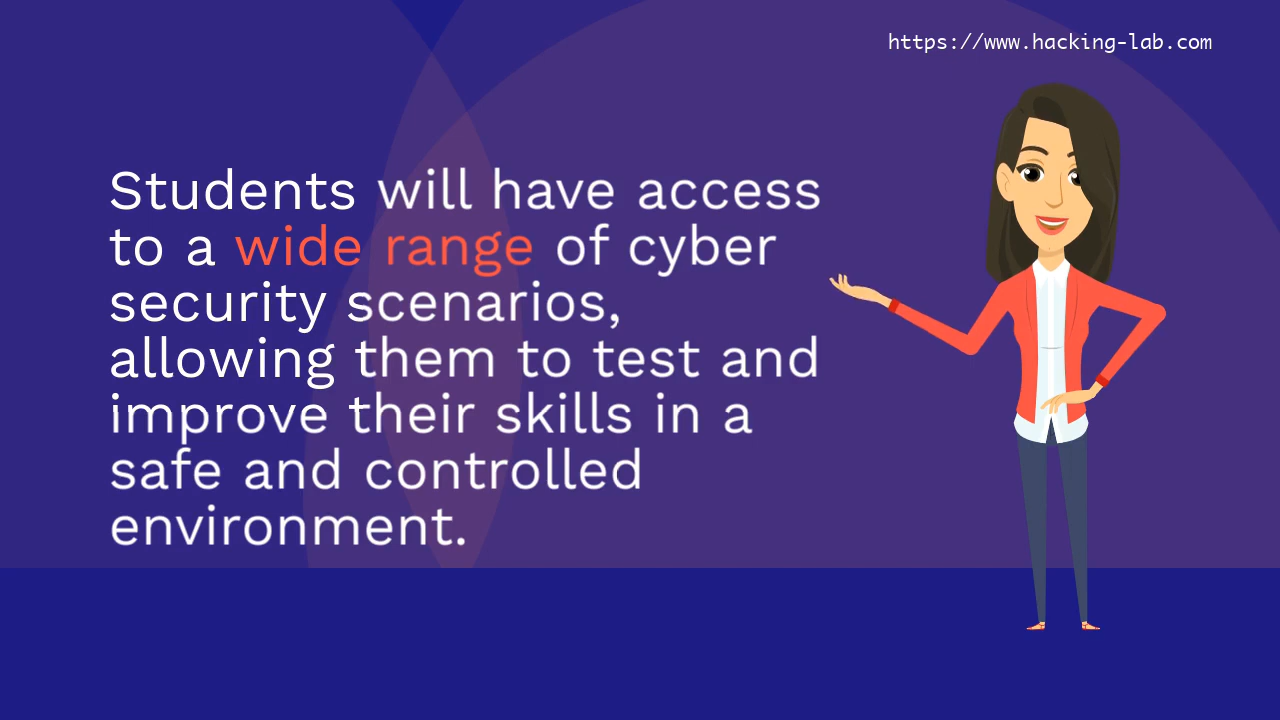 https://www.hacking-lab.com
Students will have access
to a wide range of cyber
security scenarios,
allowing them to test and
improve their skills in a
safe and controlled
environment.